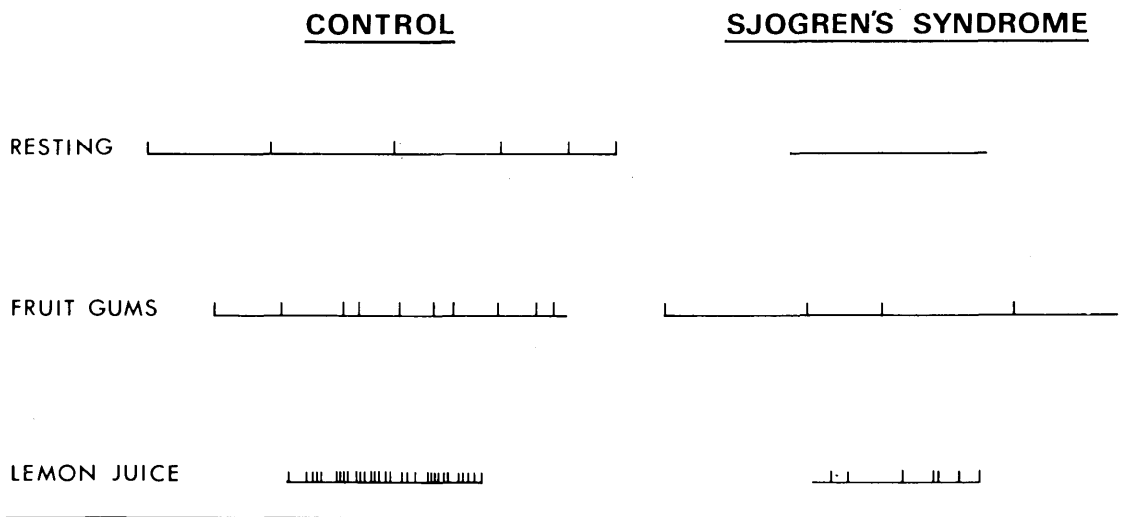 CONTROL SJOGREN'S SYNDROME
RESTING
FRUIT GUMS
LEMON JUICE